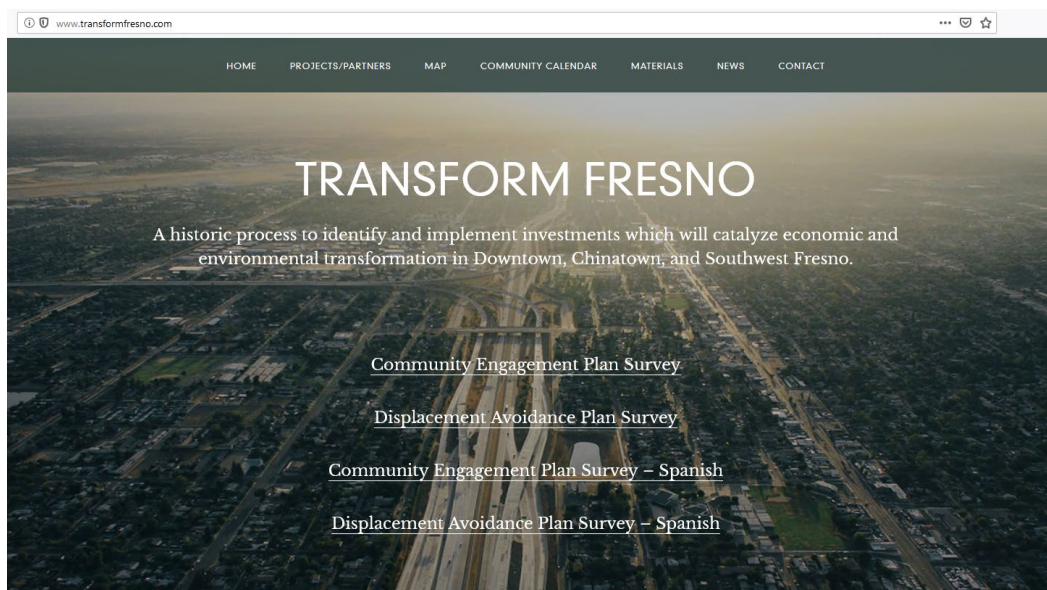 www.transformfresno.com
HOME PROJECTS/PARTNERS MAP COMMUNITY CALENDAR MATERIALS NEWS CONTACT
TRANSFORM FRESNO
A historic process to identify and implement investments which will catalyze economic and
environmental transformation in Downtown, Chinatown, and Southwest Fresno.
Community Engagement Plan Survey
Displacement Avoidance Plan Survey
Community Engagement Plan Survey – Spanish
Displacement Avoidance Plan Survey – Spanish